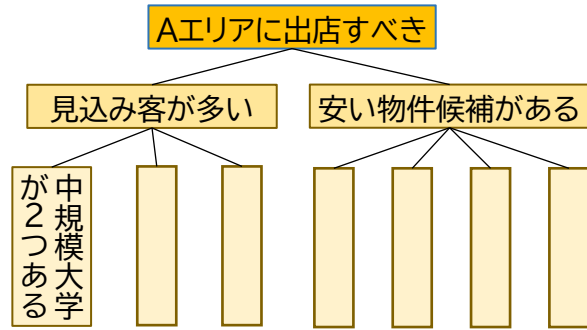 Aエリアに出店すべき
見込み客が多い
安い物件候補がある
中規模大学
が２つある